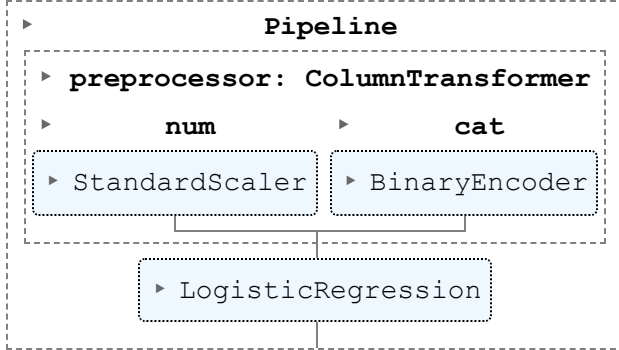 Pipeline
preprocessor: ColumnTransformer
num cat
StandardScaler BinaryEncoder
LogisticRegression